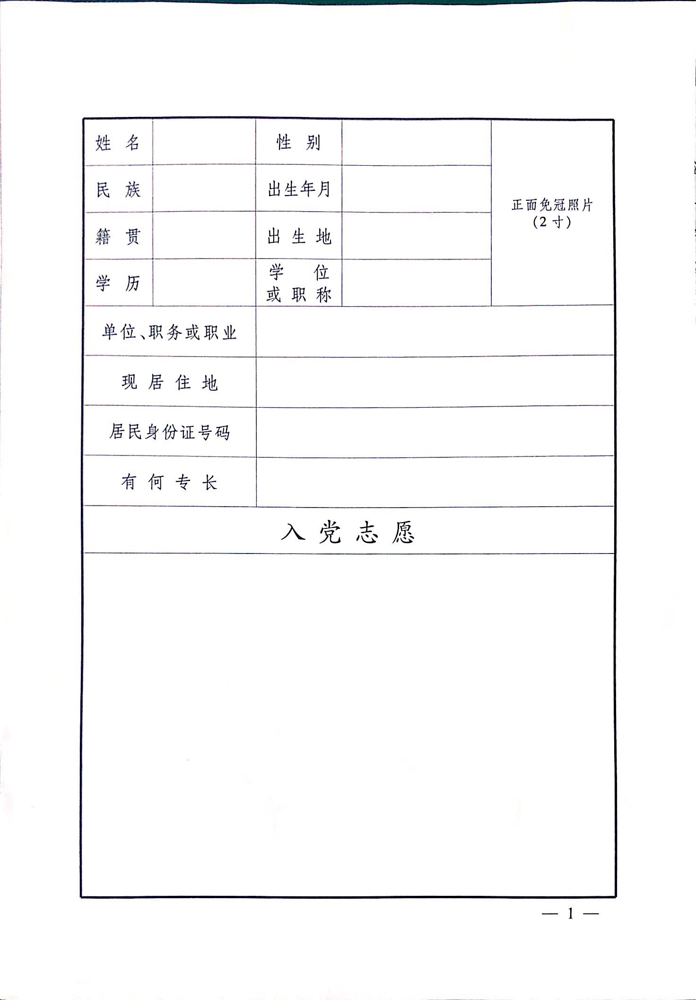 姓名 性别
民族 出生年月
正面免冠照片
(2寸)
籍贯 出生地
学历 学位
或职称
单位、职务或职业
现居住地
居民身份证号码
有何专长
入党志愿
— 1 —